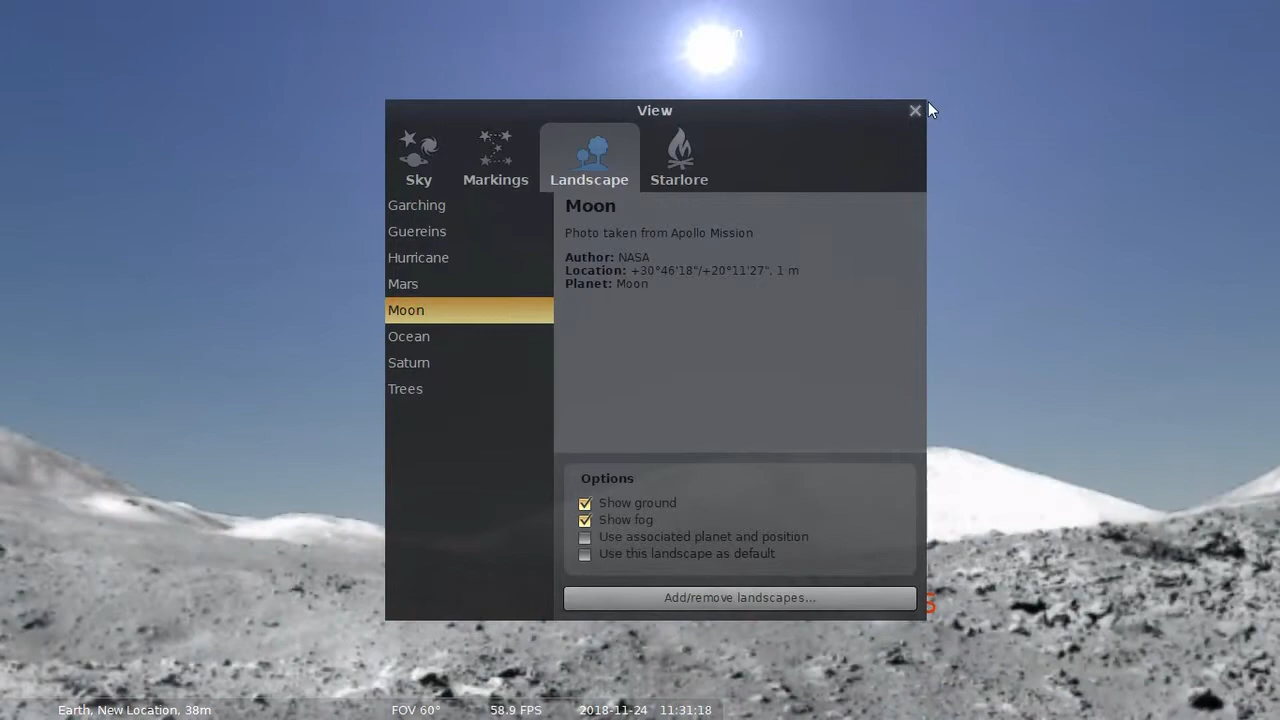 View
Sky
Markings
Landscape
Starlore
Garching
Guereins
Hurricane
Mars
Moon
Ocean
Saturn
Trees
Moon
Photo taken from Apollo Mission
Author: NASA
Location: +30°46'18"/+20°11'27", 1 m
Planet: Moon
Options
Show ground
Show fog
Use associated planet and position
Use this landscape as default
Add/remove landscapes...
S
Earth, New Location, 38m FOV 60° 58.9 FPS 2018-11-24 11:31:18